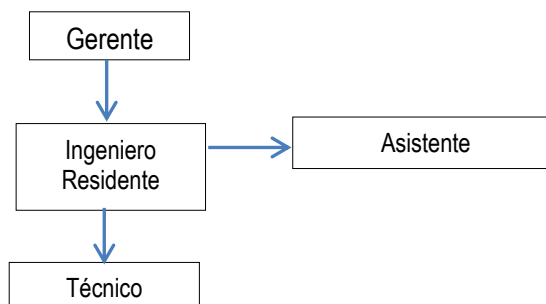 Gerente
Ingeniero
Residente
Asistente
Técnico